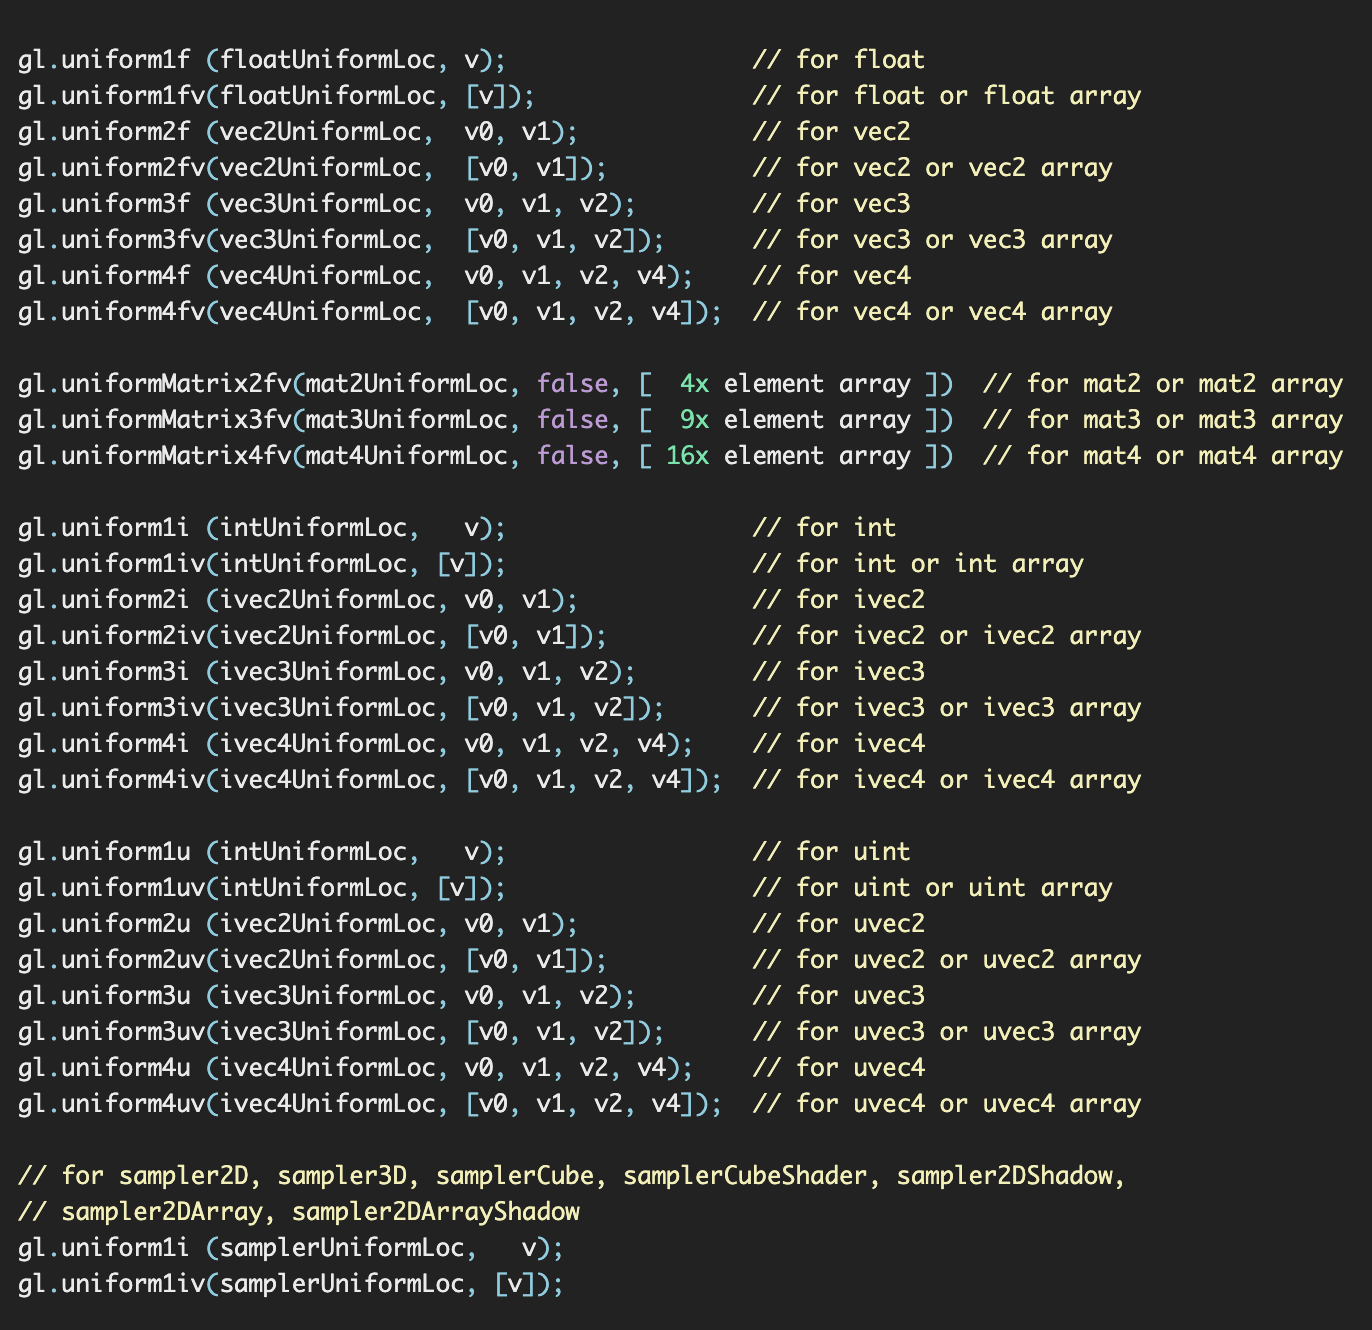 gl.uniform1f (floatUniformLoc, v);                 // for float
gl.uniform1fv(floatUniformLoc, [v]);               // for float or float array
gl.uniform2f (vec2UniformLoc,  v0, v1);            // for vec2
gl.uniform2fv(vec2UniformLoc,  [v0, v1]);          // for vec2 or vec2 array
gl.uniform3f (vec3UniformLoc,  v0, v1, v2);        // for vec3
gl.uniform3fv(vec3UniformLoc,  [v0, v1, v2]);      // for vec3 or vec3 array
gl.uniform4f (vec4UniformLoc,  v0, v1, v2, v4);    // for vec4
gl.uniform4fv(vec4UniformLoc,  [v0, v1, v2, v4]);  // for vec4 or vec4 array

gl.uniformMatrix2fv(mat2UniformLoc, false, [  4x element array ])  // for mat2 or mat2 array
gl.uniformMatrix3fv(mat3UniformLoc, false, [  9x element array ])  // for mat3 or mat3 array
gl.uniformMatrix4fv(mat4UniformLoc, false, [ 16x element array ])  // for mat4 or mat4 array

gl.uniform1i (intUniformLoc,   v);                 // for int
gl.uniform1iv(intUniformLoc, [v]);                 // for int or int array
gl.uniform2i (ivec2UniformLoc, v0, v1);            // for ivec2
gl.uniform2iv(ivec2UniformLoc, [v0, v1]);          // for ivec2 or ivec2 array
gl.uniform3i (ivec3UniformLoc, v0, v1, v2);        // for ivec3
gl.uniform3iv(ivec3UniformLoc, [v0, v1, v2]);      // for ivec3 or ivec3 array
gl.uniform4i (ivec4UniformLoc, v0, v1, v2, v4);    // for ivec4
gl.uniform4iv(ivec4UniformLoc, [v0, v1, v2, v4]);  // for ivec4 or ivec4 array

gl.uniform1u (intUniformLoc,   v);                 // for uint
gl.uniform1uv(intUniformLoc, [v]);                 // for uint or uint array
gl.uniform2u (ivec2UniformLoc, v0, v1);            // for uvec2
gl.uniform2uv(ivec2UniformLoc, [v0, v1]);          // for uvec2 or uvec2 array
gl.uniform3u (ivec3UniformLoc, v0, v1, v2);        // for uvec3
gl.uniform3uv(ivec3UniformLoc, [v0, v1, v2]);      // for uvec3 or uvec3 array
gl.uniform4u (ivec4UniformLoc, v0, v1, v2, v4);    // for uvec4
gl.uniform4uv(ivec4UniformLoc, [v0, v1, v2, v4]);  // for uvec4 or uvec4 array

// for sampler2D, sampler3D, samplerCube, samplerCubeShader, sampler2DShadow,
// sampler2DArray, sampler2DArrayShadow
gl.uniform1i (samplerUniformLoc,   v);
gl.uniform1iv(samplerUniformLoc, [v]);